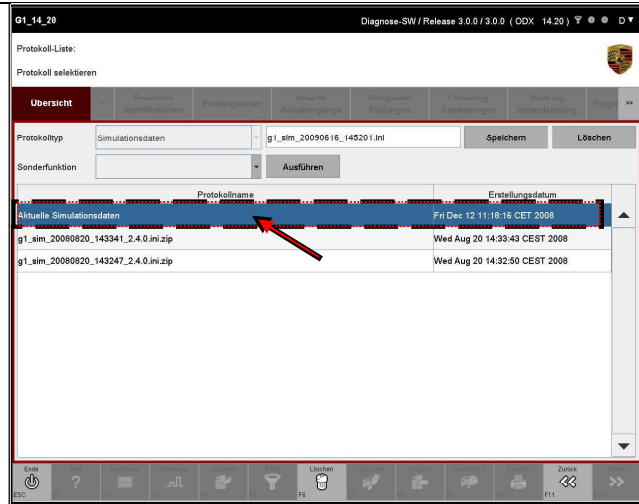 G1_14_20 Diagnose-SW / Release 3.0.0 / 3.0.0 ( ODX 14.20 ) D
Protokoll-Liste:
Protokoll selektieren
Übersicht Erweiterte Identifikationen Fehlerspeicher Istwerte Schalteingänge Stellglieder Prüfungen Codierung, Anpassungen Wartung Instandsetzung >>
Protokolltyp Simulationsdaten g1_sim_20090616_145201.ini Speichern Löschen
Sonderfunktion Ausführen
Protokollname Erstellungsdatum
Aktuelle Simulationsdaten Fri Dec 12 11:18:16 CET 2008
g1_sim_20080820_143341_2.4.0.ini.zip Wed Aug 20 14:33:43 CEST 2008
g1_sim_20080820_143247_2.4.0.ini.zip Wed Aug 20 14:32:50 CEST 2008
Ende Löschen Zurück
ESC F8 F11